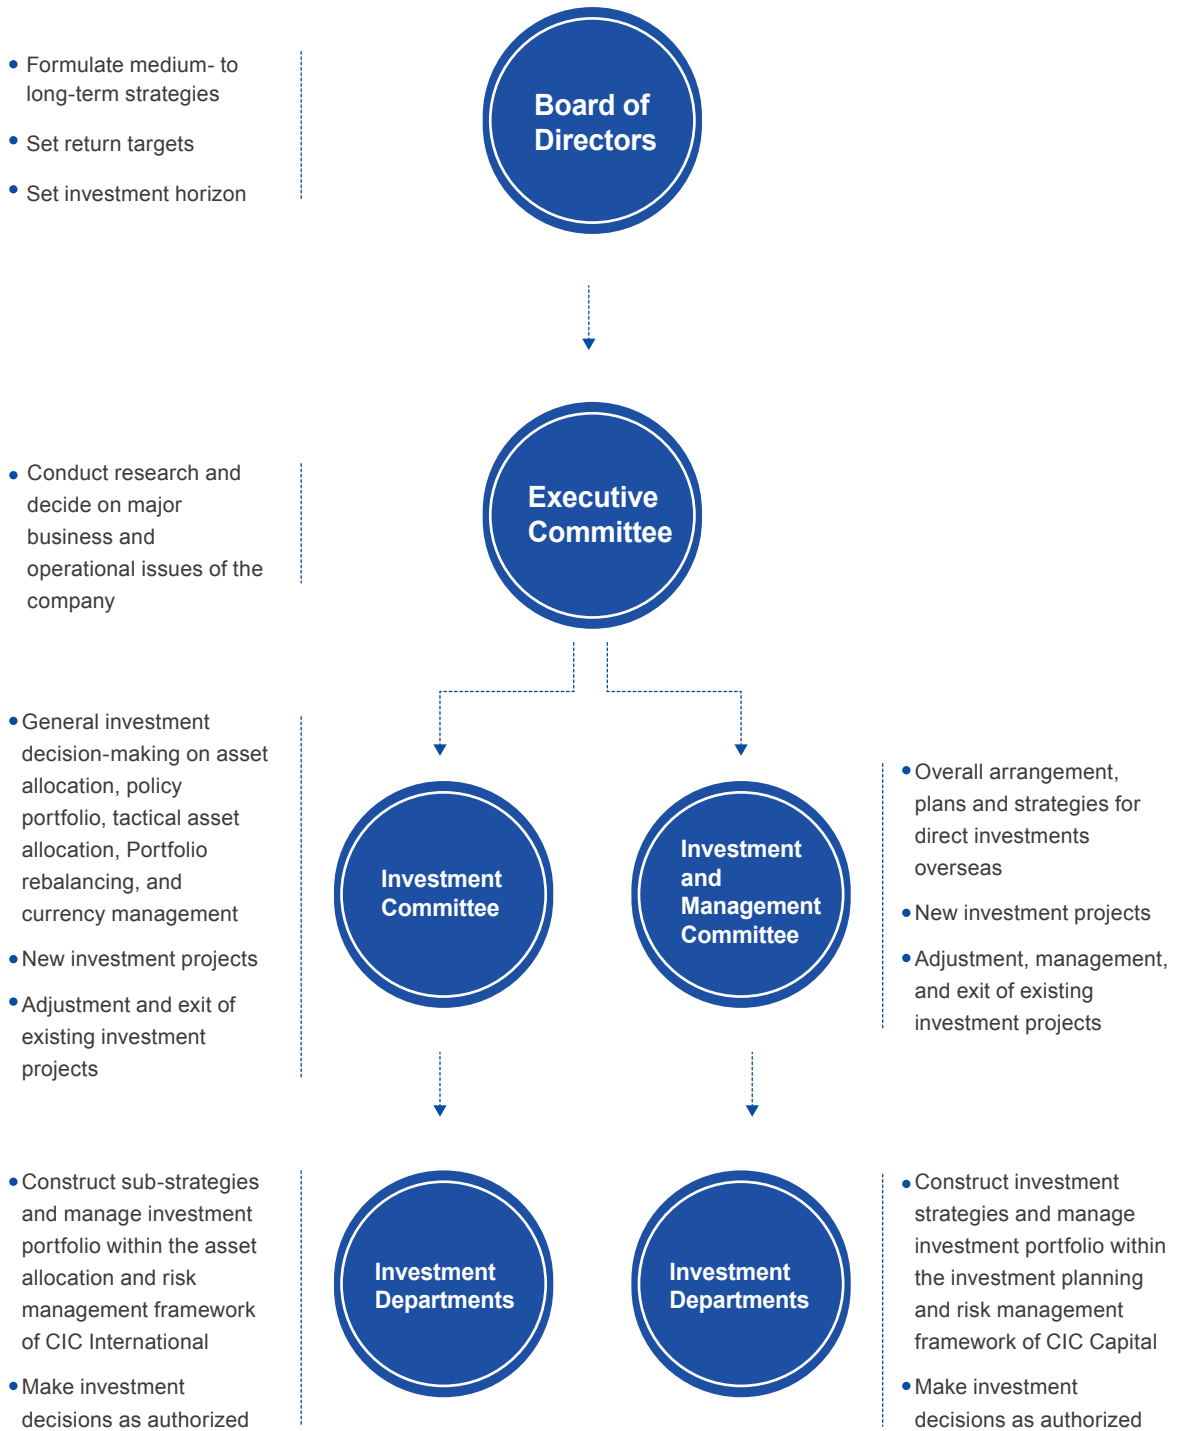 Formulate medium- to
long-term strategies
Set return targets
Set investment horizon
Board of
Directors
Conduct research and
decide on major
business and
operational issues of the
company
Executive
Committee
General investment
decision-making on asset
allocation, policy
portfolio, tactical asset
allocation, Portfolio
rebalancing, and
currency management
New investment projects
Adjustment and exit of
existing investment
projects
Investment
Committee
Investment
and
Management
Committee
Overall arrangement,
plans and strategies for
direct investments
overseas
New investment projects
Adjustment, management,
and exit of existing
investment projects
Construct sub-strategies
and manage investment
portfolio within the asset
allocation and risk
management framework
of CIC International
Make investment
decisions as authorized
Investment
Departments
Investment
Departments
Construct investment
strategies and manage
investment portfolio within
the investment planning
and risk management
framework of CIC Capital
Make investment
decisions as authorized